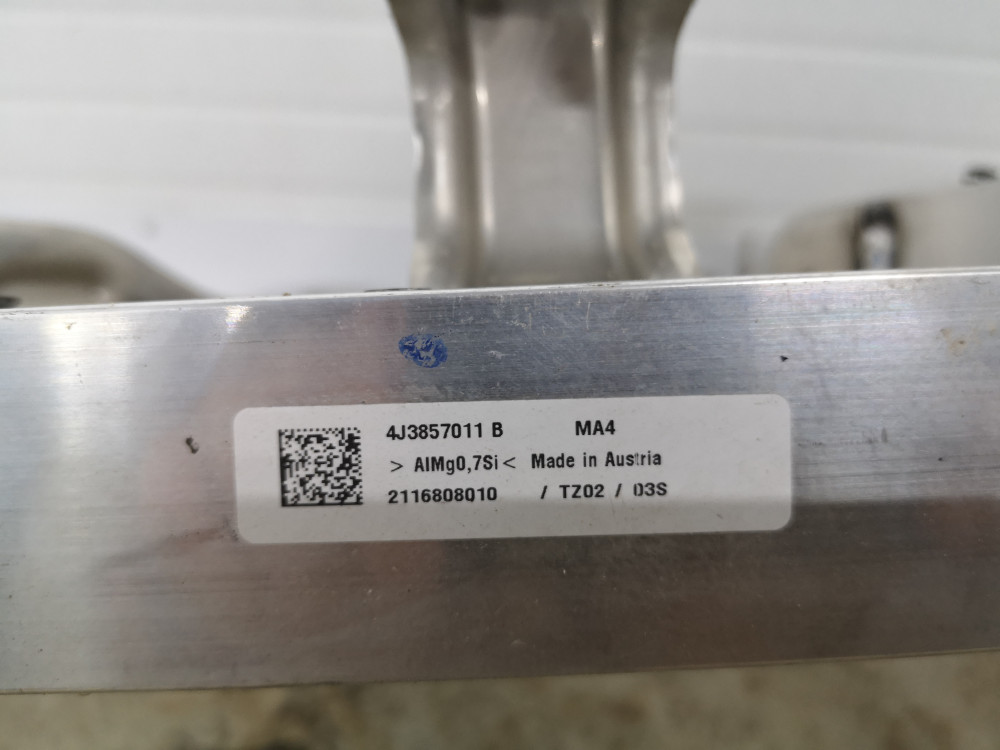 4J3857011 B MA4
> AlMg0,7Si < Made in Austria
2116808010 / TZ02 / 03S